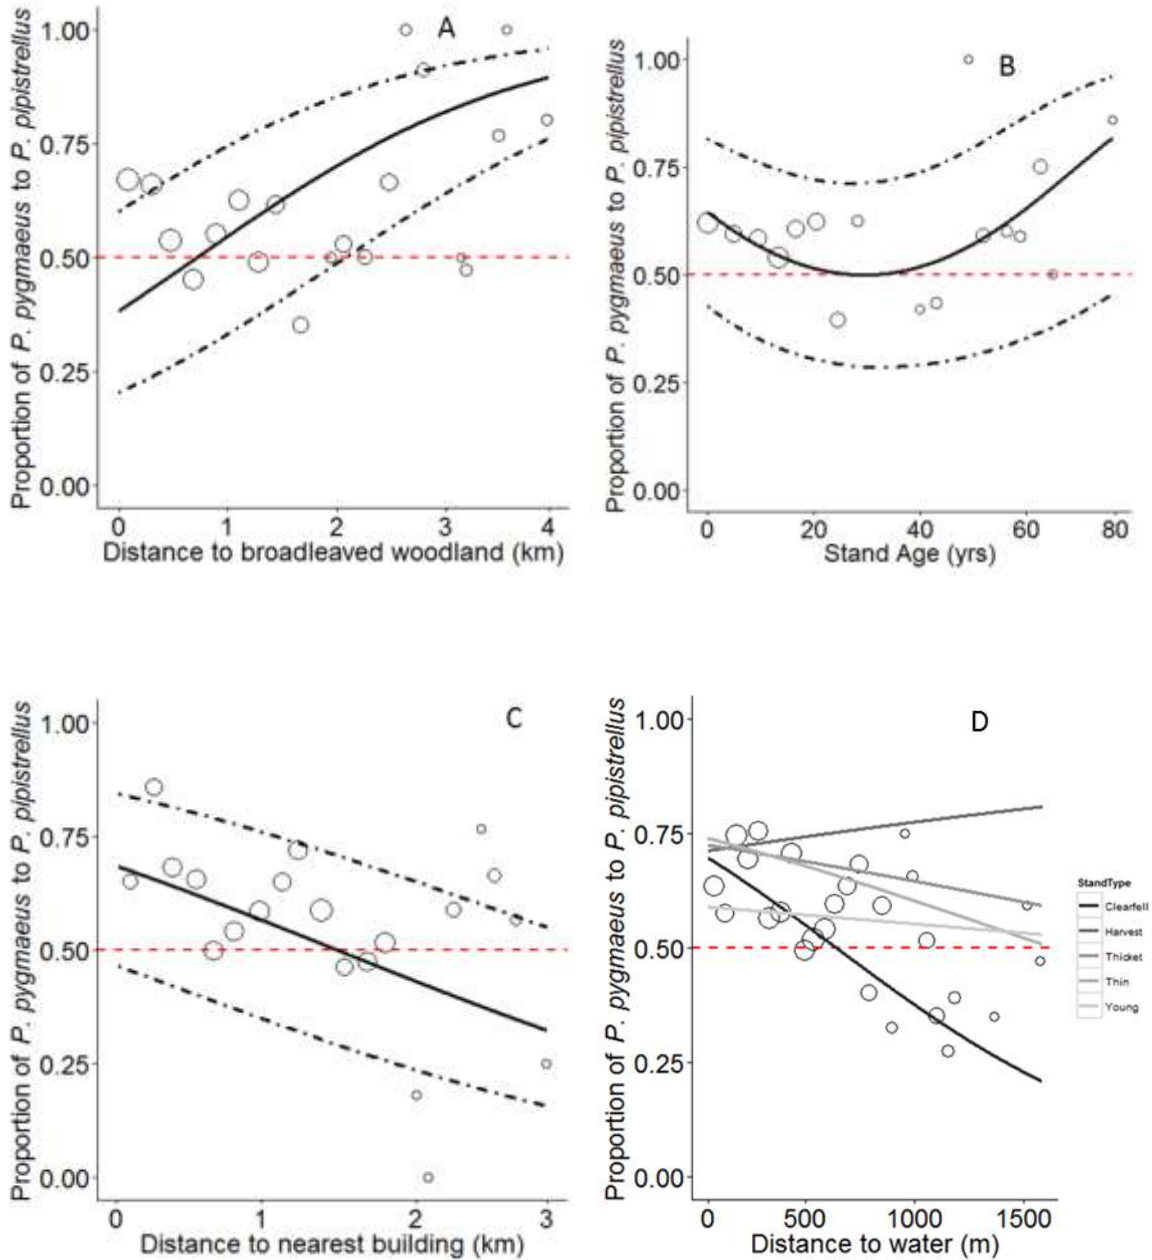 A
Proportion of P. pygmaeus to P. pipistrellus
1.00
0.75
0.50
0.25
0.00
0 1 2 3 4
Distance to broadleaved woodland (km)
B
Proportion of P. pygmaeus to P. pipistrellus
1.00
0.75
0.50
0.25
0.00
0 20 40 60 80
Stand Age (yrs)
C
Proportion of P. pygmaeus to P. pipistrellus
1.00
0.75
0.50
0.25
0.00
0 1 2 3
Distance to nearest building (km)
D
Proportion of P. pygmaeus to P. pipistrellus
1.00
0.75
0.50
0.25
0.00
0 500 1000 1500
Distance to water (m)
StandType
Clearfell
Harvest
Thicket
Thin
Young